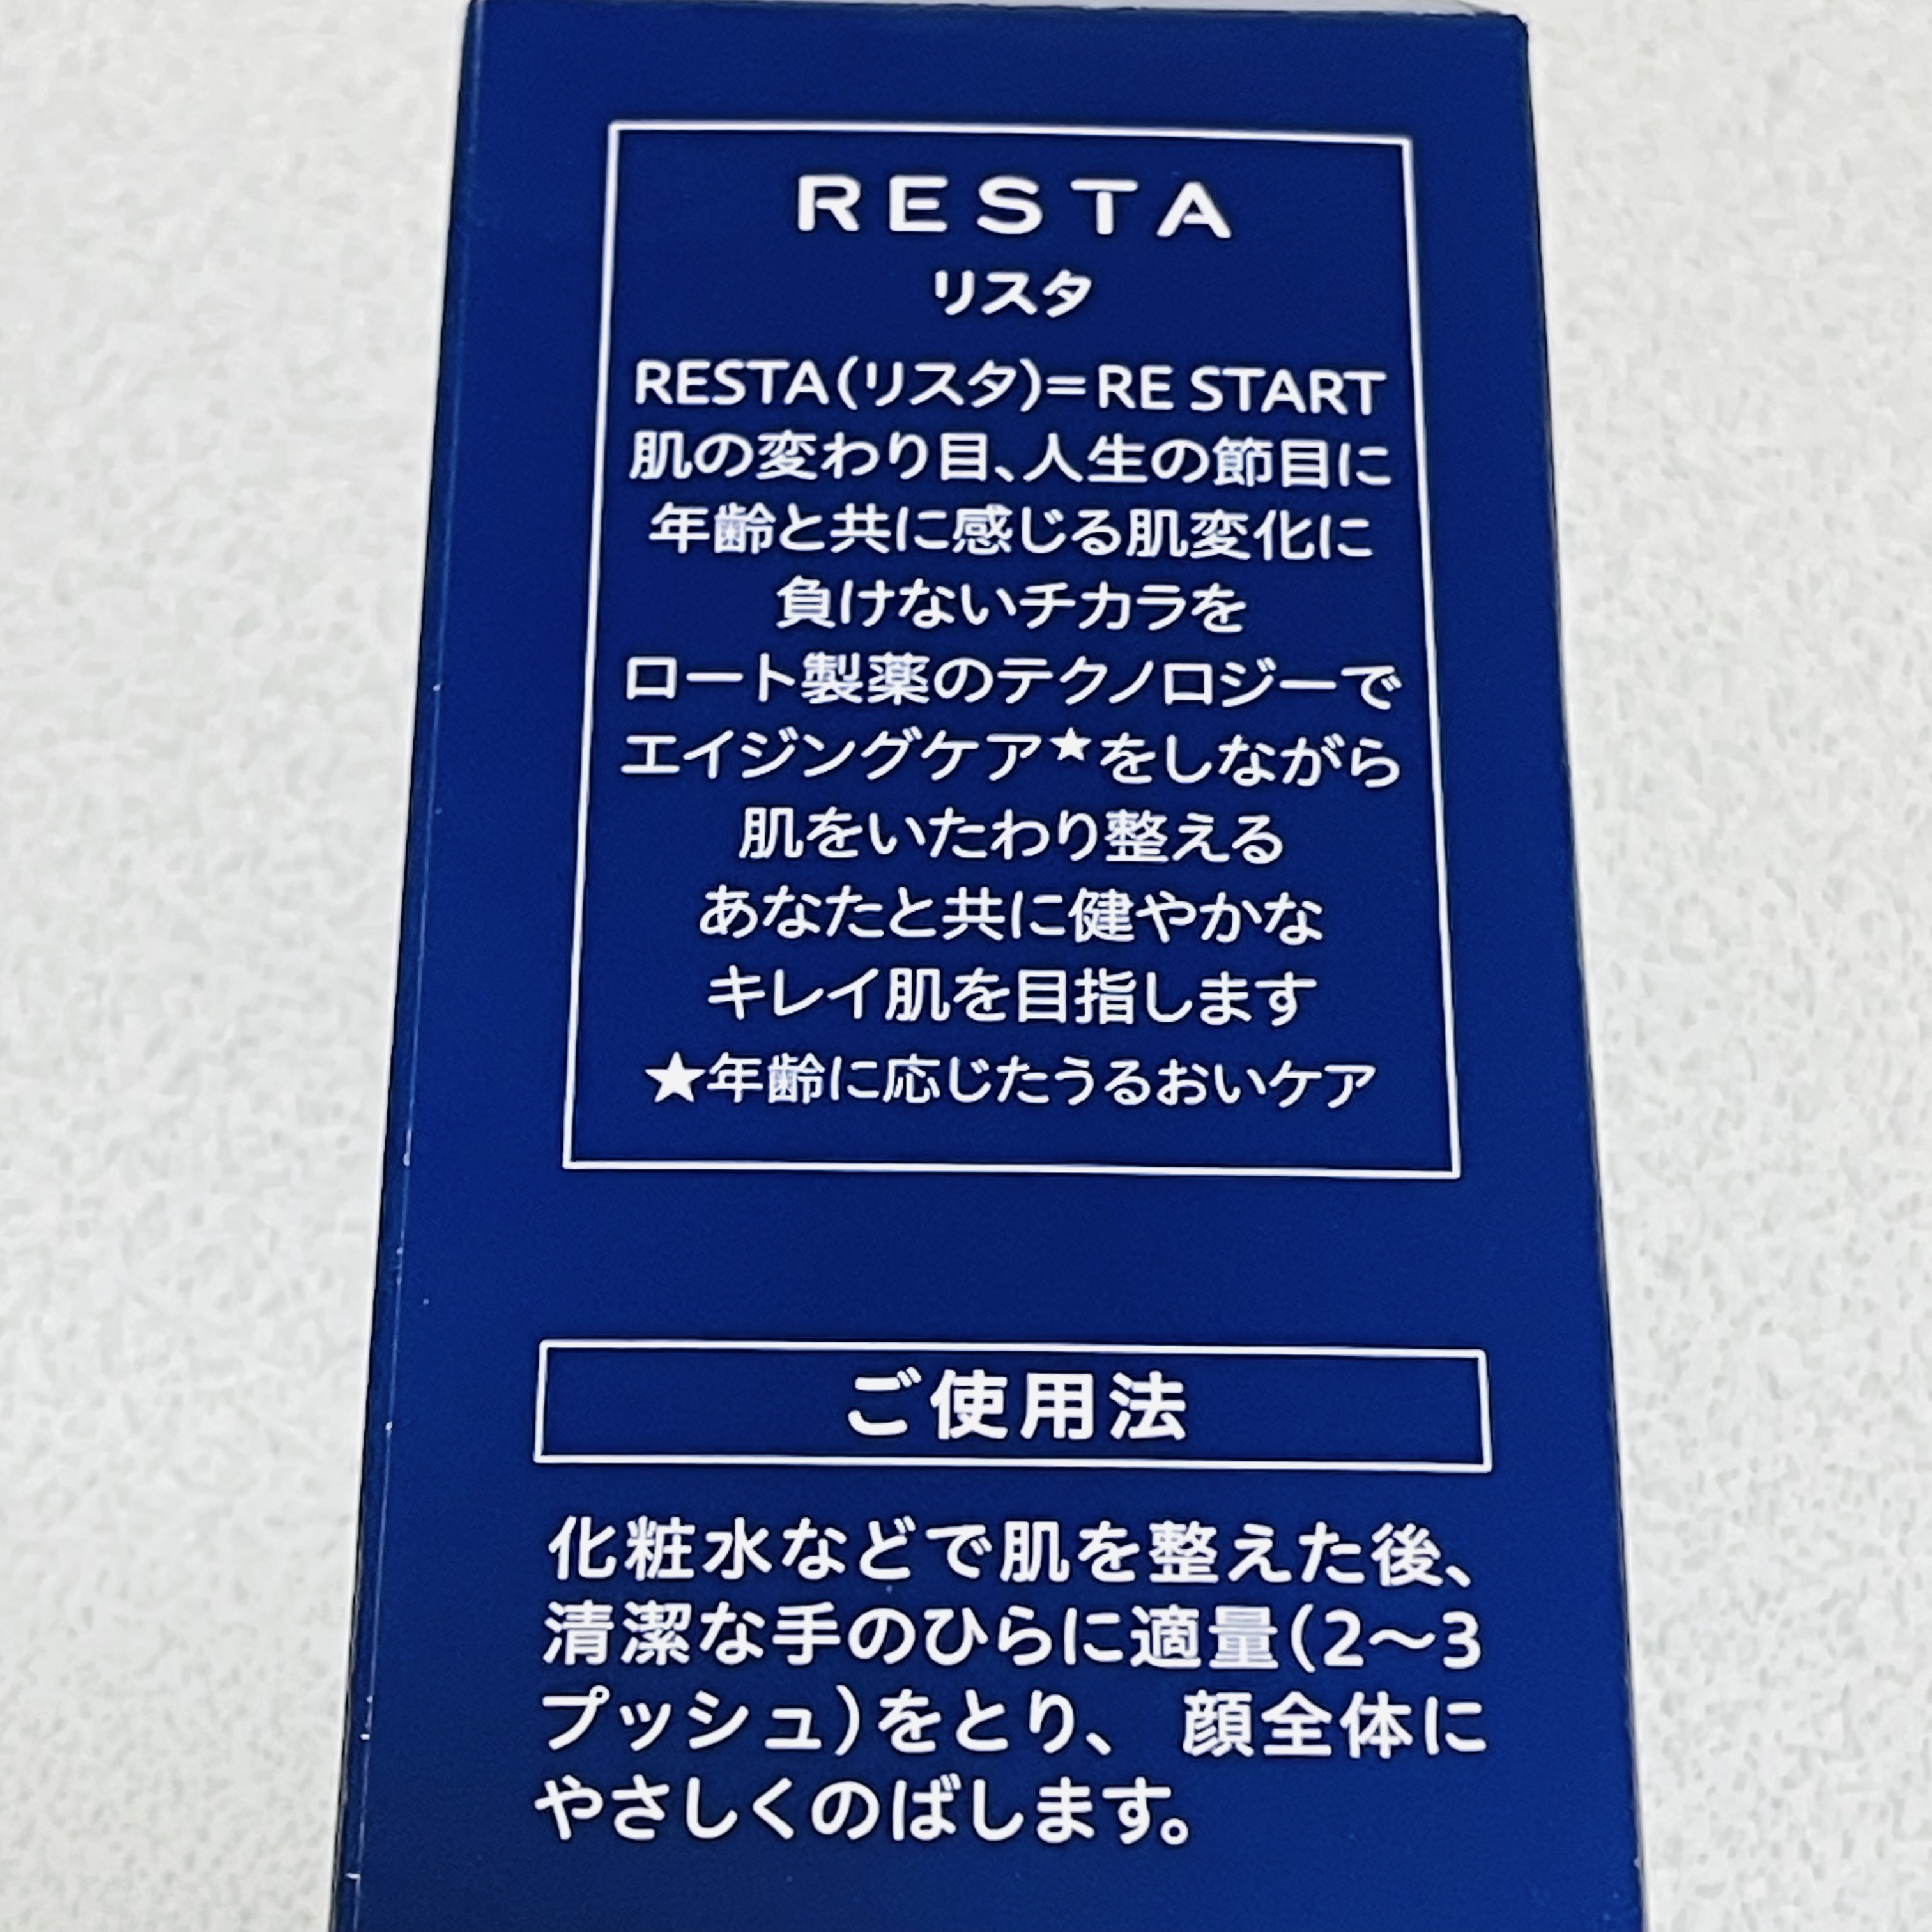 RESTA
リスタ
RESTA(リスタ)=RE START
肌の変わり目、人生の節目に
年齢と共に感じる肌変化に
負けないチカラを
ロート製薬のテクノロジーで
エイジングケア★をしながら
肌をいたわり整える
あなたと共に健やかな
キレイ肌を目指します
★年齢に応じたうるおいケア
ご使用法
化粧水などで肌を整えた後、
清潔な手のひらに適量(2〜3
プッシュ)をとり、 顔全体に
やさしくのばします。